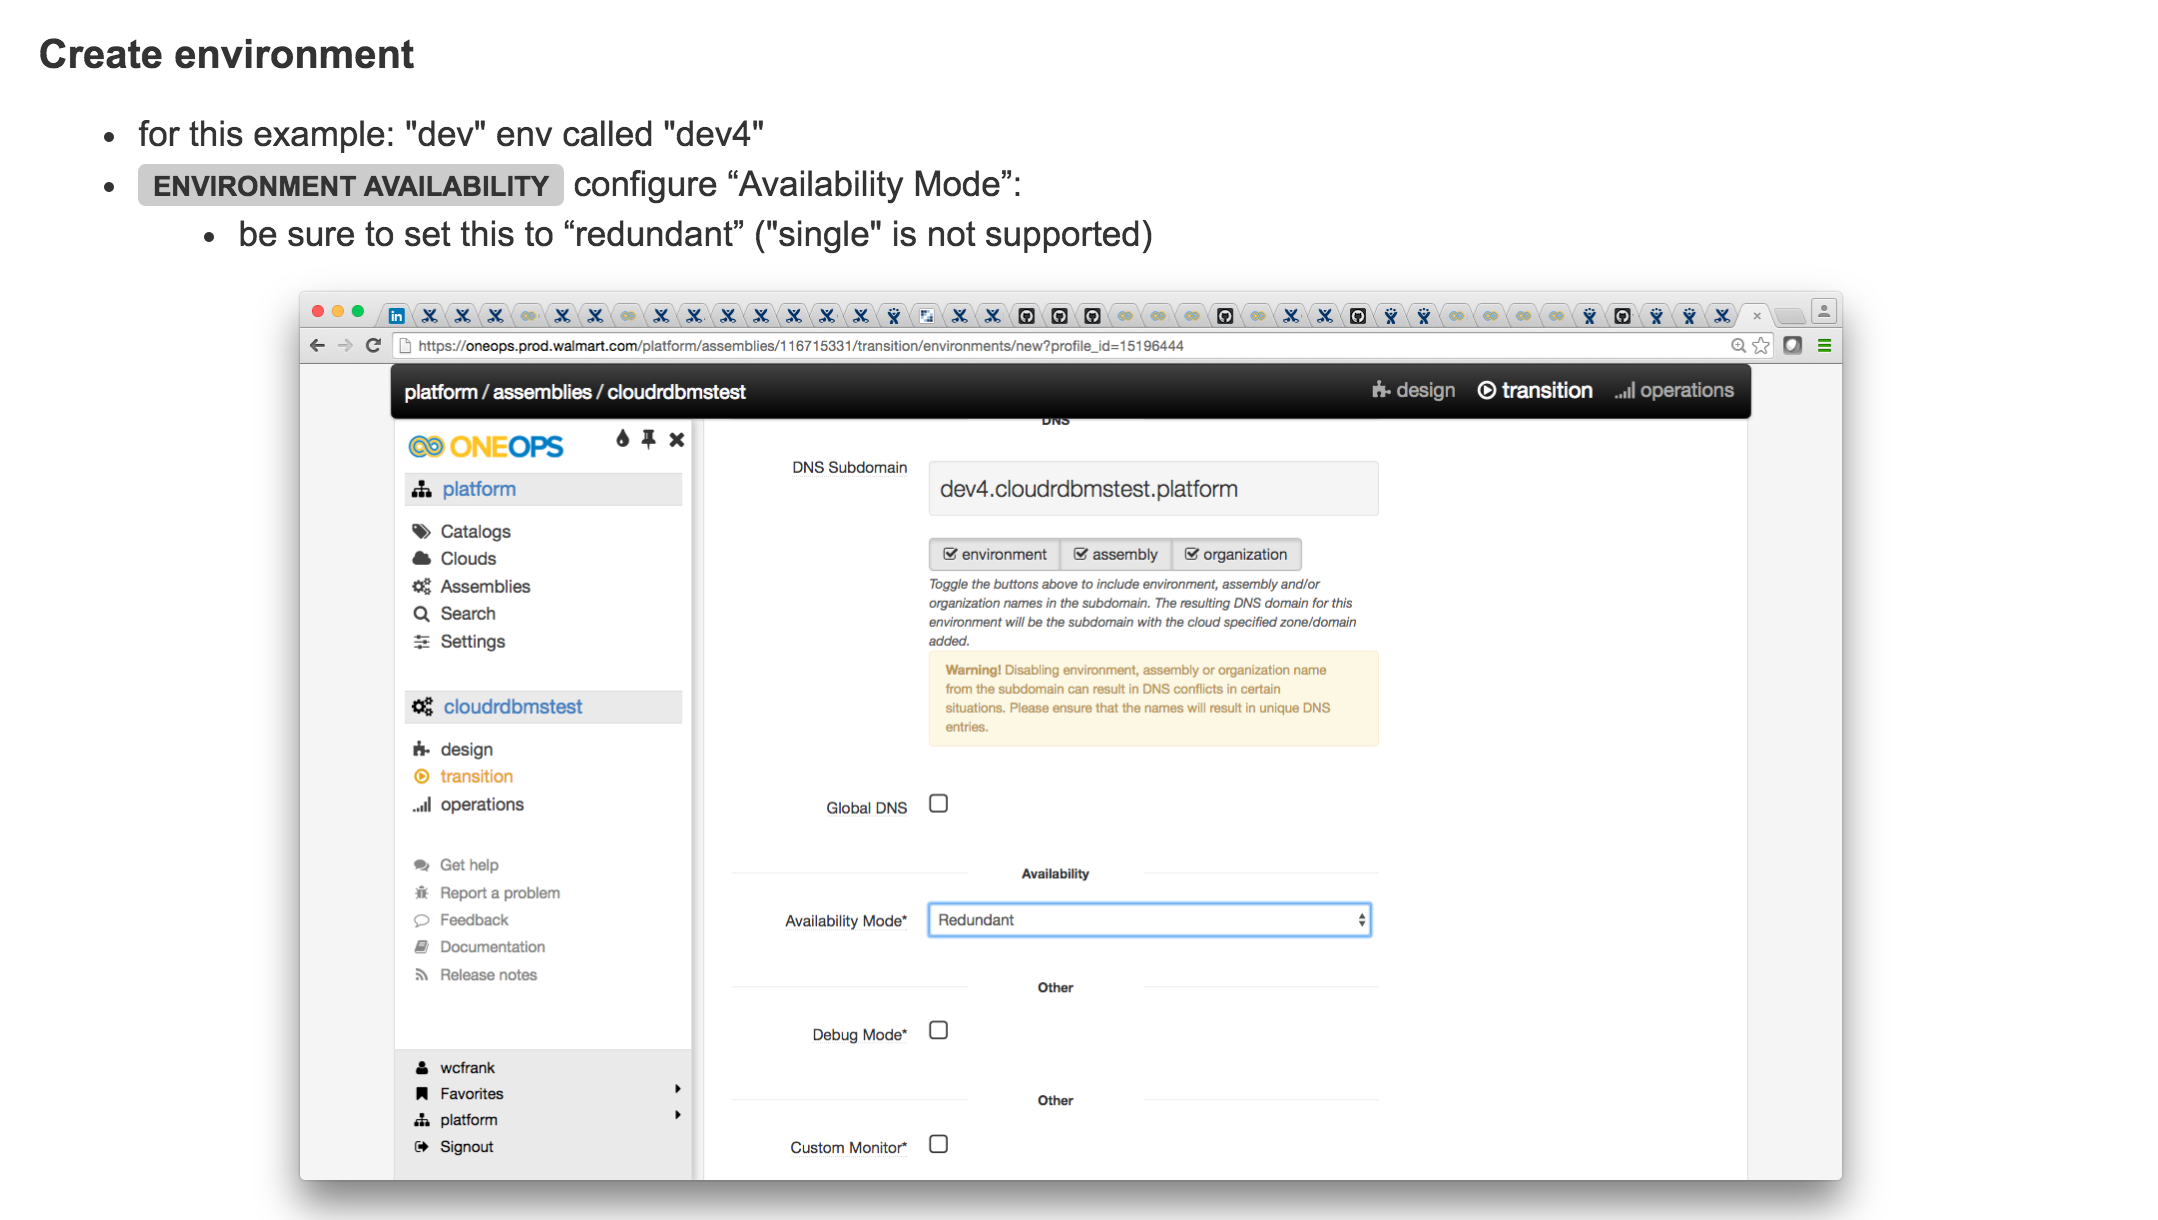 Create environment
for this example: "dev" env called "dev4"
ENVIRONMENT AVAILABILITY configure “Availability Mode”:
be sure to set this to “redundant” ("single" is not supported)
https://oneops.prod.walmart.com/platform/assemblies/116715331/transition/environments/new?profile_id=15196444
platform / assemblies / cloudrdbmstest
design
transition
operations
ONEOPS
platform
Catalogs
Clouds
Assemblies
Search
Settings
cloudrdbmstest
design
transition
operations
Get help
Report a problem
Feedback
Documentation
Release notes
wcfrank
Favorites
platform
Signout
DNS
DNS Subdomain
dev4.cloudrdbmstest.platform
environment
assembly
organization
Toggle the buttons above to include environment, assembly and/or
organization names in the subdomain. The resulting DNS domain for this
environment will be the subdomain with the cloud specified zone/domain
added.
Warning! Disabling environment, assembly or organization name
from the subdomain can result in DNS conflicts in certain
situations. Please ensure that the names will result in unique DNS
entries.
Global DNS
Availability
Availability Mode*
Redundant
Other
Debug Mode*
Other
Custom Monitor*